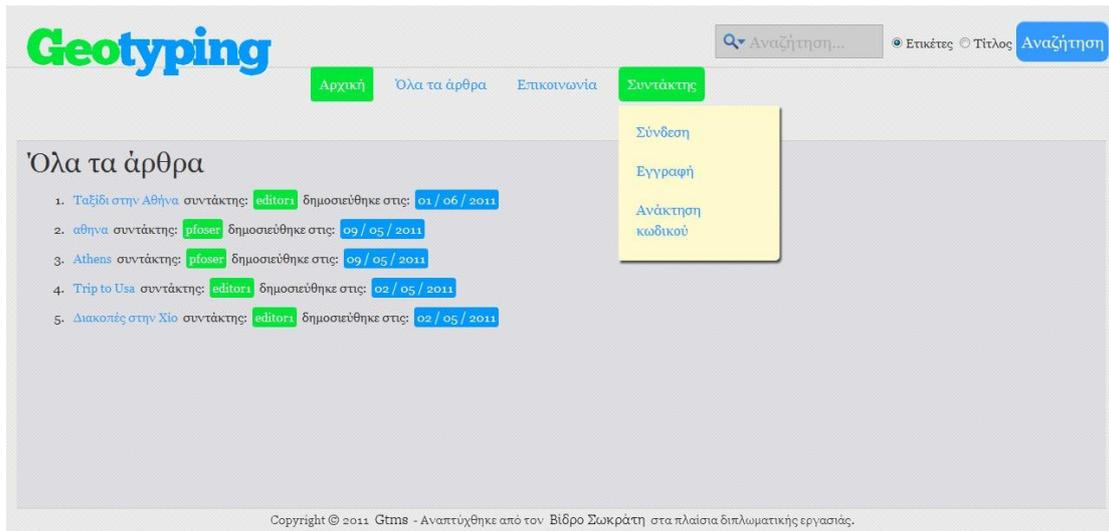 Geotyping
Αναζήτηση...
Ετικέτες Τίτλος Αναζήτηση
Αρχική Όλα τα άρθρα Επικοινωνία Συντάκτης
Σύνδεση
Εγγραφή
Ανάκτηση
κωδικού
Όλα τα άρθρα
1. Ταξίδι στην Αθήνα συντάκτης: editor1 δημοσιεύθηκε στις: 01 / 06 / 2011
2. αθηνα συντάκτης: pfoser δημοσιεύθηκε στις: 09 / 05 / 2011
3. Athens συντάκτης: pfoser δημοσιεύθηκε στις: 09 / 05 / 2011
4. Trip to Usa συντάκτης: editor1 δημοσιεύθηκε στις: 02 / 05 / 2011
5. Διακοπές στην Χίο συντάκτης: editor1 δημοσιεύθηκε στις: 02 / 05 / 2011
Copyright © 2011 Gtms - Αναπτύχθηκε από τον Βίδρο Σωκράτη στα πλαίσια διπλωματικής εργασιάς.